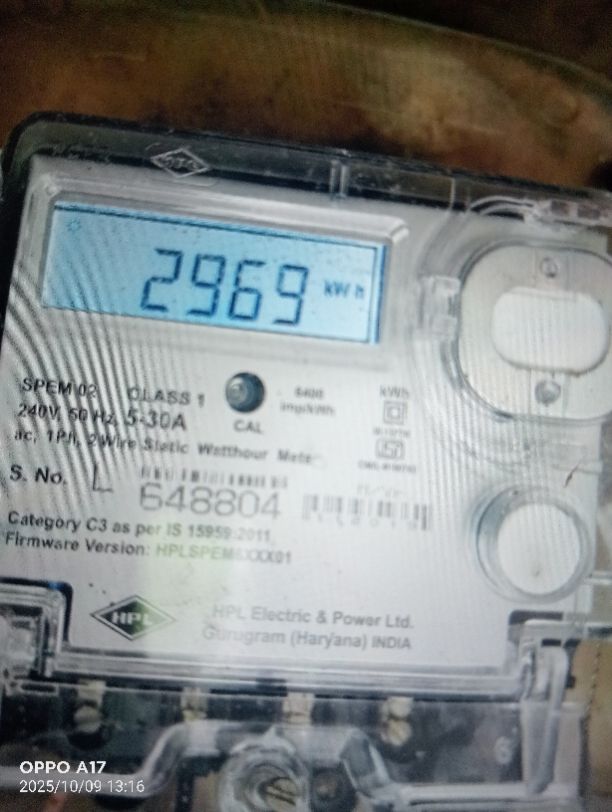 2969 kWh
SPEM 02 CLASS 1
6400 imp/kWh
kWh
240V, 50 Hz, 5-30A
CAL
ac, 1PH, 2Wire Static Watthour Meter
S. No. L
648804
Category C3 as per IS 15959:2011,
Firmware Version:
HPL
HPL Electric & Power Ltd.
Gurugram (Haryana) INDIA
OPPO A17
2025/10/09 13:16